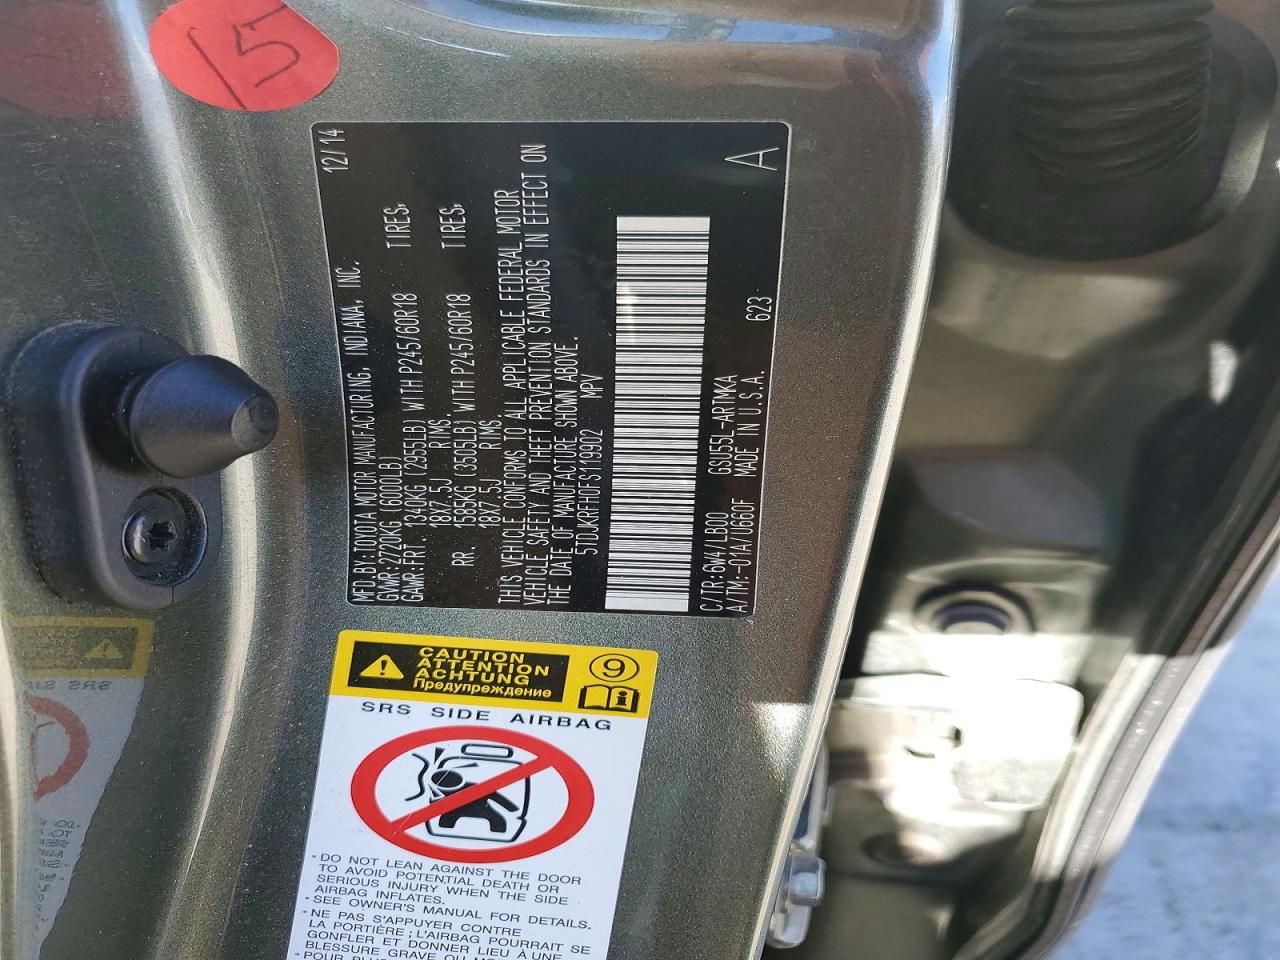 15
MFD.BY:TOYOTA MOTOR MANUFACTURING, INDIANA, INC. 12/14
GVWR:2720KG (6000LB)
GAWR:FRT. 1340KG (2955LB) WITH P245/60R18 TIRES,
18X7.5J RIMS.
RR. 1585KG (3505LB) WITH P245/60R18 TIRES,
18X7.5J RIMS.
THIS VEHICLE CONFORMS TO ALL APPLICABLE FEDERAL MOTOR
VEHICLE SAFETY AND THEFT PREVENTION STANDARDS IN EFFECT ON
THE DATE OF MANUFACTURE SHOWN ABOVE.
5TDJKRFH0FS119902 MPV
C/TR:6W4/LB00 GSU55L-ARTMKA
A/TM:-01A/U660F MADE IN U.S.A. 623 A
CAUTION
ATTENTION
ACHTUNG
Предупреждение
9
SRS SIDE AIRBAG
· DO NOT LEAN AGAINST THE DOOR
TO AVOID POTENTIAL DEATH OR
SERIOUS INJURY WHEN THE SIDE
AIRBAG INFLATES.
· SEE OWNER'S MANUAL FOR DETAILS.
· NE PAS S'APPUYER CONTRE
LA PORTIÈRE ; L'AIRBAG POURRAIT SE
GONFLER ET DONNER LIEU À UNE
BLESSURE GRAVE OU
· POUR